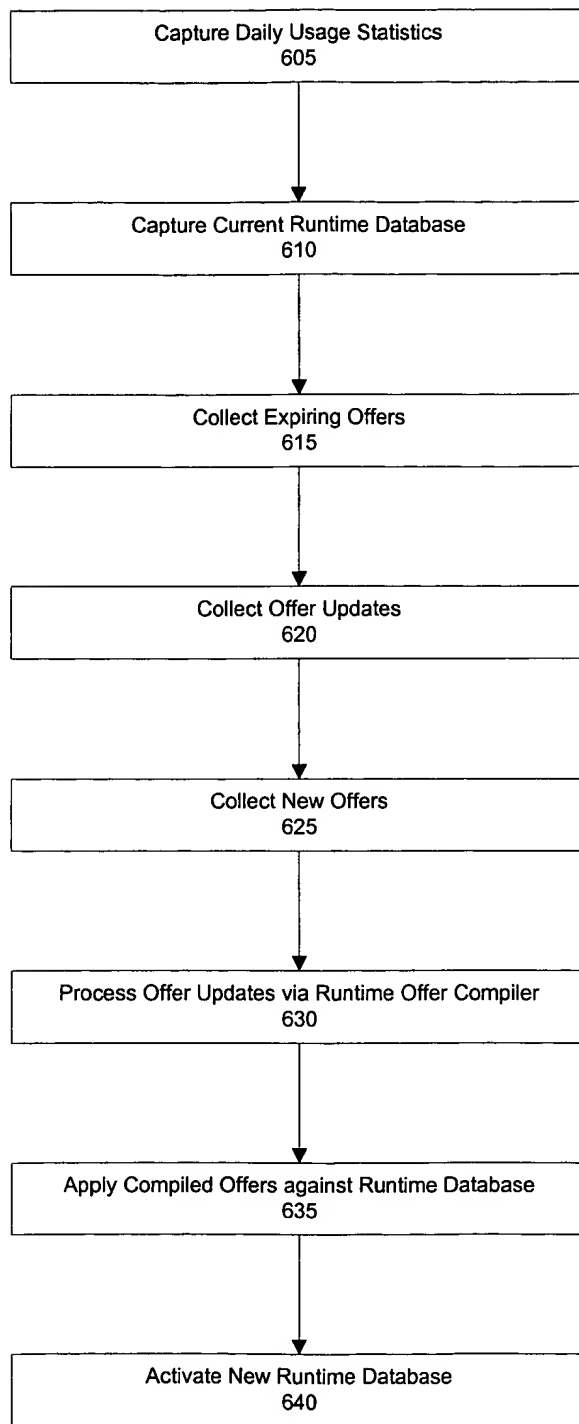 Capture Daily Usage Statistics
605
Capture Current Runtime Database
610
Collect Expiring Offers
615
Collect Offer Updates
620
Collect New Offers
625
Process Offer Updates via Runtime Offer Compiler
630
Apply Compiled Offers against Runtime Database
635
Activate New Runtime Database
640